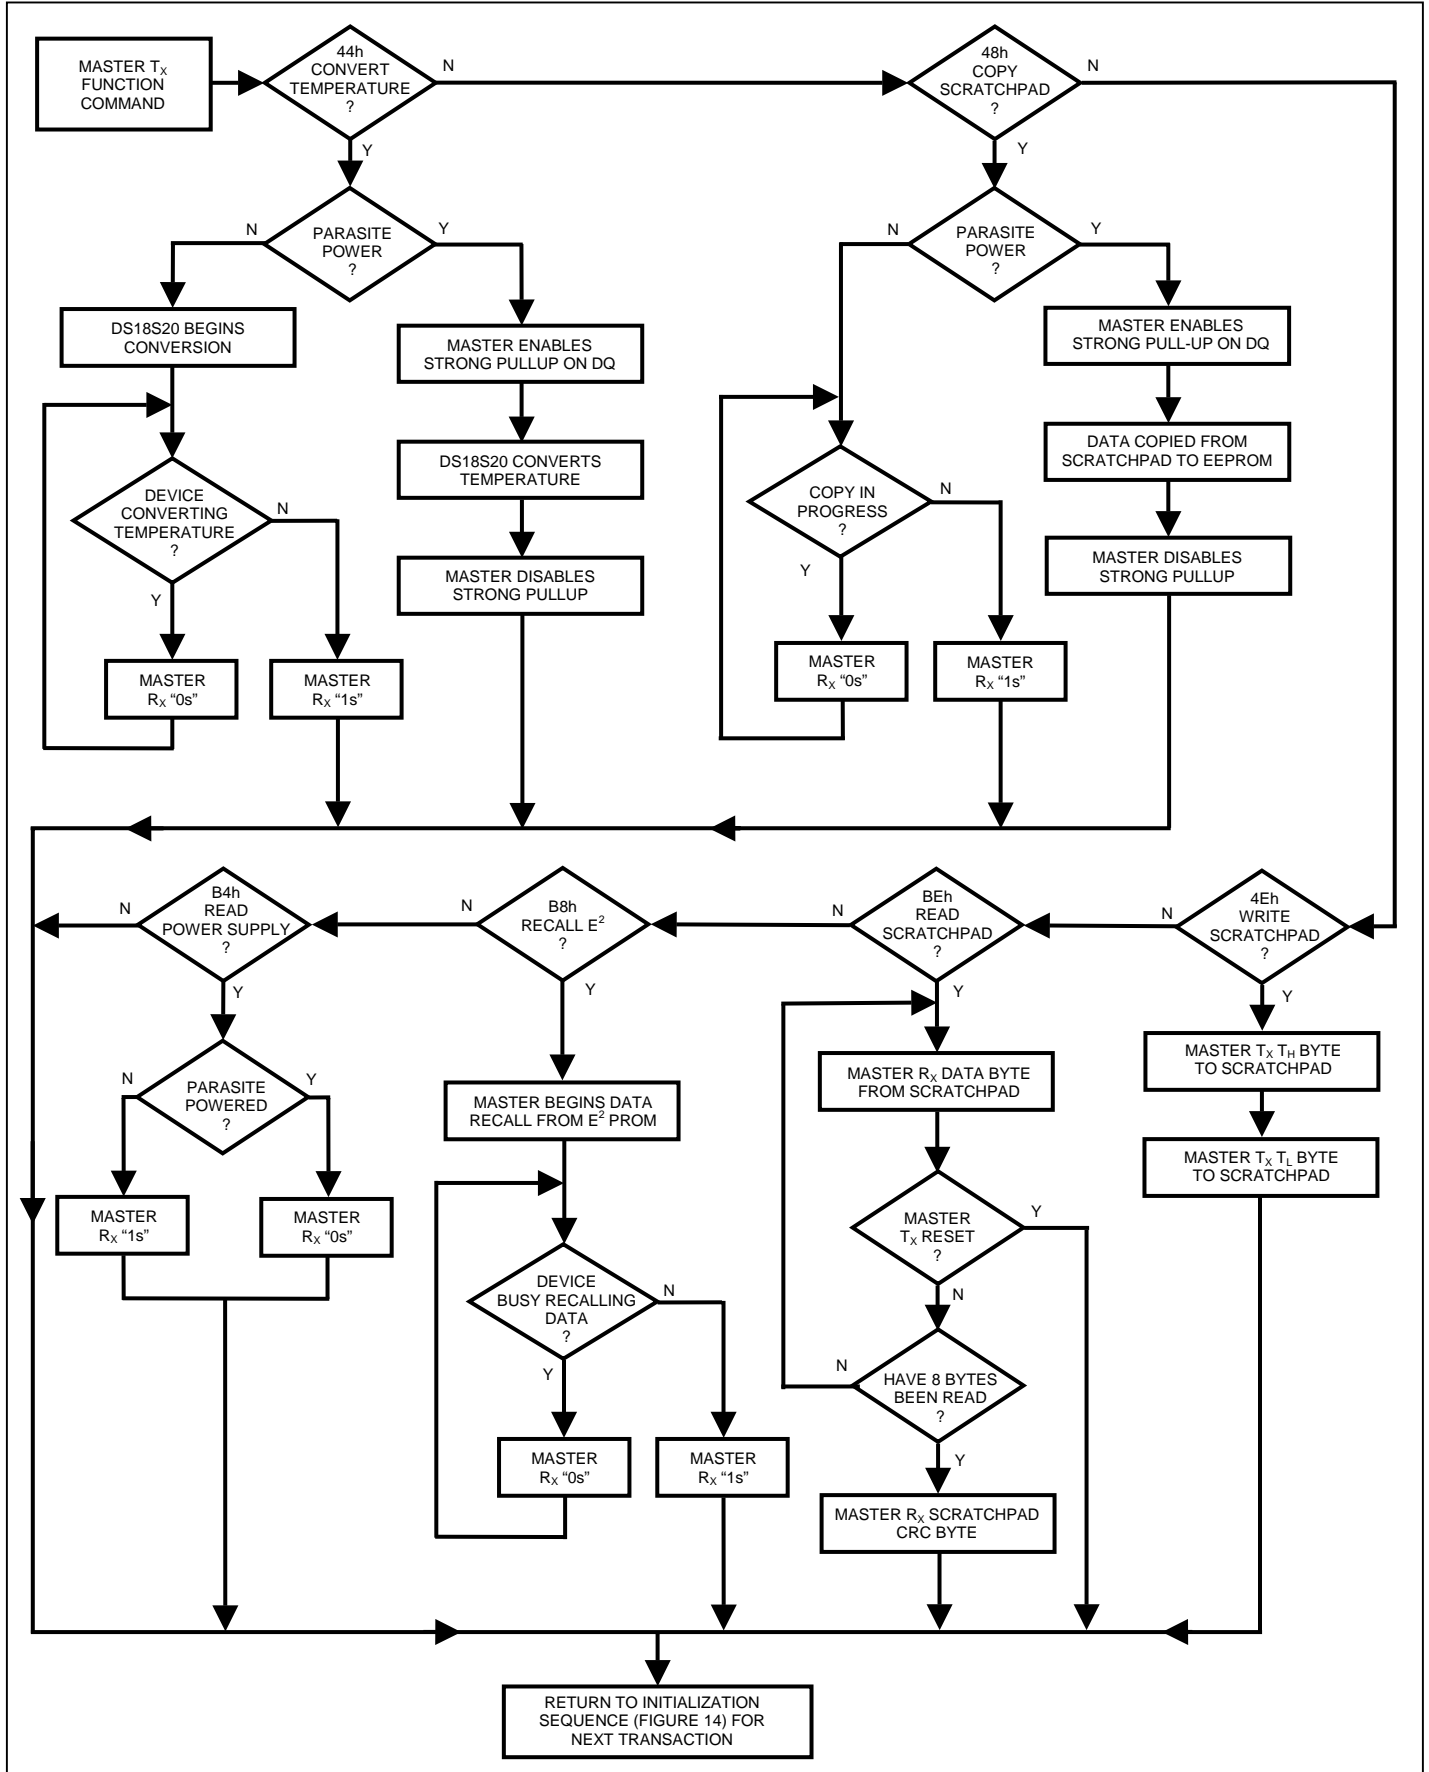 MASTER TX
FUNCTION
COMMAND
44h
CONVERT
TEMPERATURE
?
N
Y
48h
COPY
SCRATCHPAD
?
N
Y
PARASITE
POWER
?
N
Y
DS18S20 BEGINS
CONVERSION
MASTER ENABLES
STRONG PULLUP ON DQ
DS18S20 CONVERTS
TEMPERATURE
MASTER DISABLES
STRONG PULLUP
DEVICE
CONVERTING
TEMPERATURE
?
N
Y
MASTER
RX “0s”
MASTER
RX “1s”
PARASITE
POWER
?
N
Y
MASTER ENABLES
STRONG PULL-UP ON DQ
DATA COPIED FROM
SCRATCHPAD TO EEPROM
MASTER DISABLES
STRONG PULLUP
COPY IN
PROGRESS
?
N
Y
MASTER
RX “0s”
MASTER
RX “1s”
B4h
READ
POWER SUPPLY
?
N
Y
B8h
RECALL E2
?
N
Y
BEh
READ
SCRATCHPAD
?
N
Y
4Eh
WRITE
SCRATCHPAD
?
N
Y
PARASITE
POWERED
?
N
Y
MASTER
RX “1s”
MASTER
RX “0s”
MASTER BEGINS DATA
RECALL FROM E2 PROM
DEVICE
BUSY RECALLING
DATA
?
N
Y
MASTER
RX “0s”
MASTER
RX “1s”
MASTER RX DATA BYTE
FROM SCRATCHPAD
MASTER
TX RESET
?
Y
N
HAVE 8 BYTES
BEEN READ
?
N
Y
MASTER RX SCRATCHPAD
CRC BYTE
MASTER TX TH BYTE
TO SCRATCHPAD
MASTER TX TL BYTE
TO SCRATCHPAD
RETURN TO INITIALIZATION
SEQUENCE (FIGURE 14) FOR
NEXT TRANSACTION